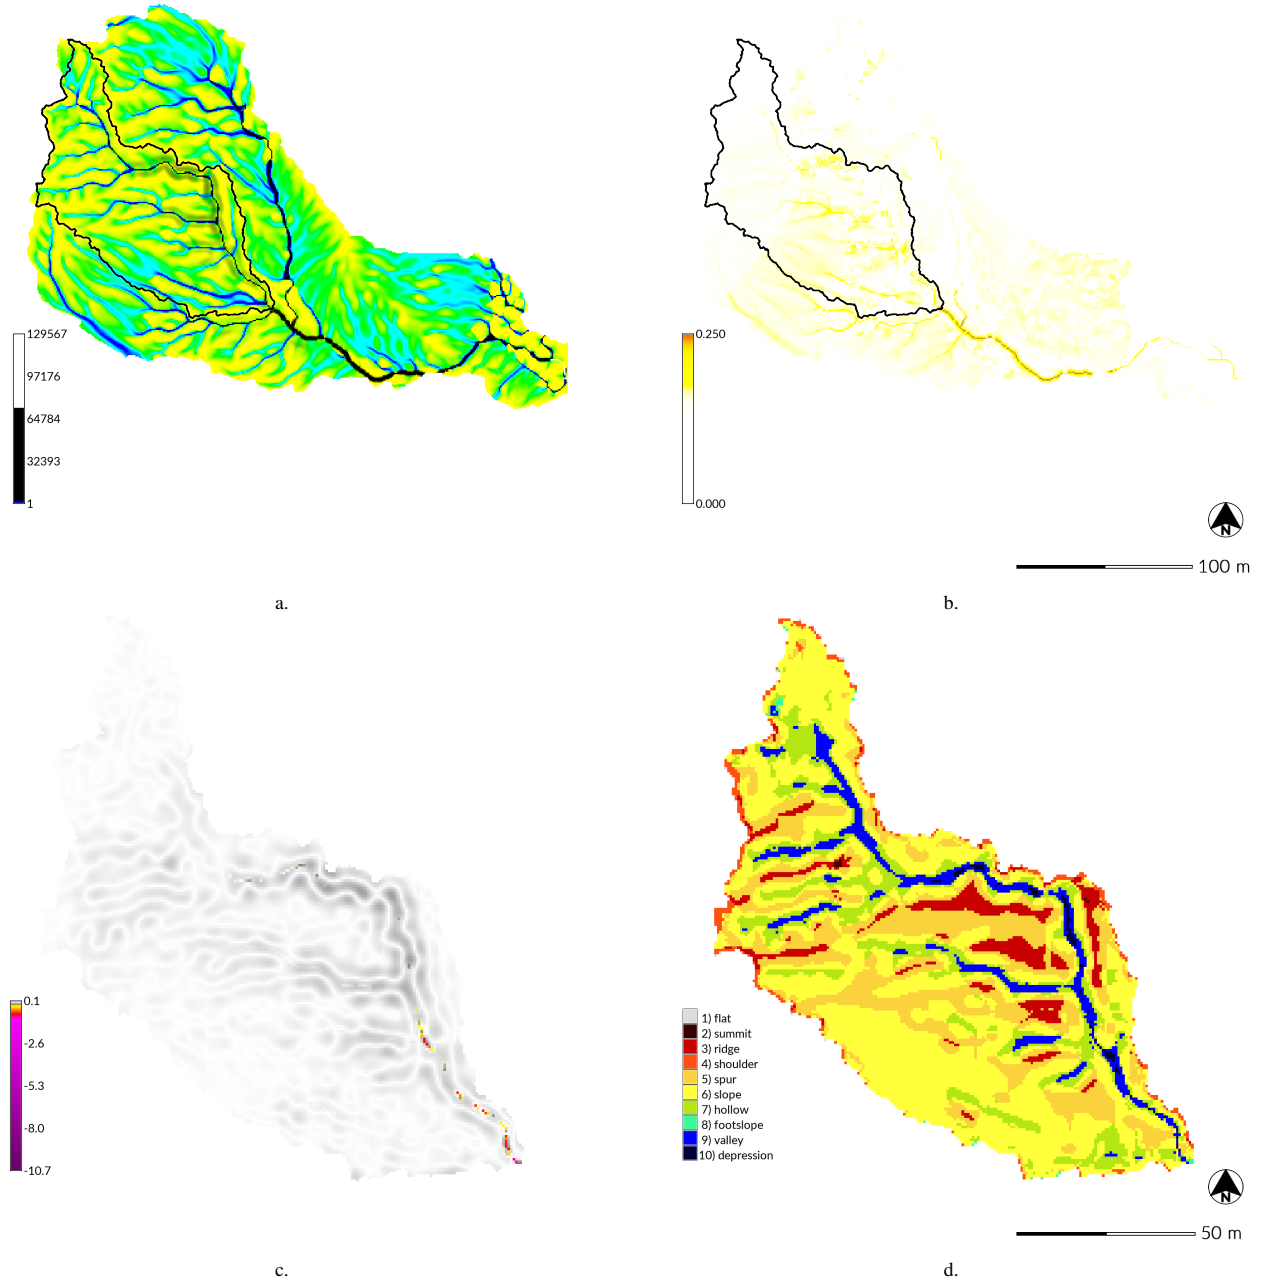 129567
97176
64784
32393
1
0.250
0.000
N
100 m
a.
b.
0.1
-2.6
-5.3
-8.0
-10.7
1) flat
2) summit
3) ridge
4) shoulder
5) spur
6) slope
7) hollow
8) footslope
9) valley
10) depression
N
50 m
c.
d.